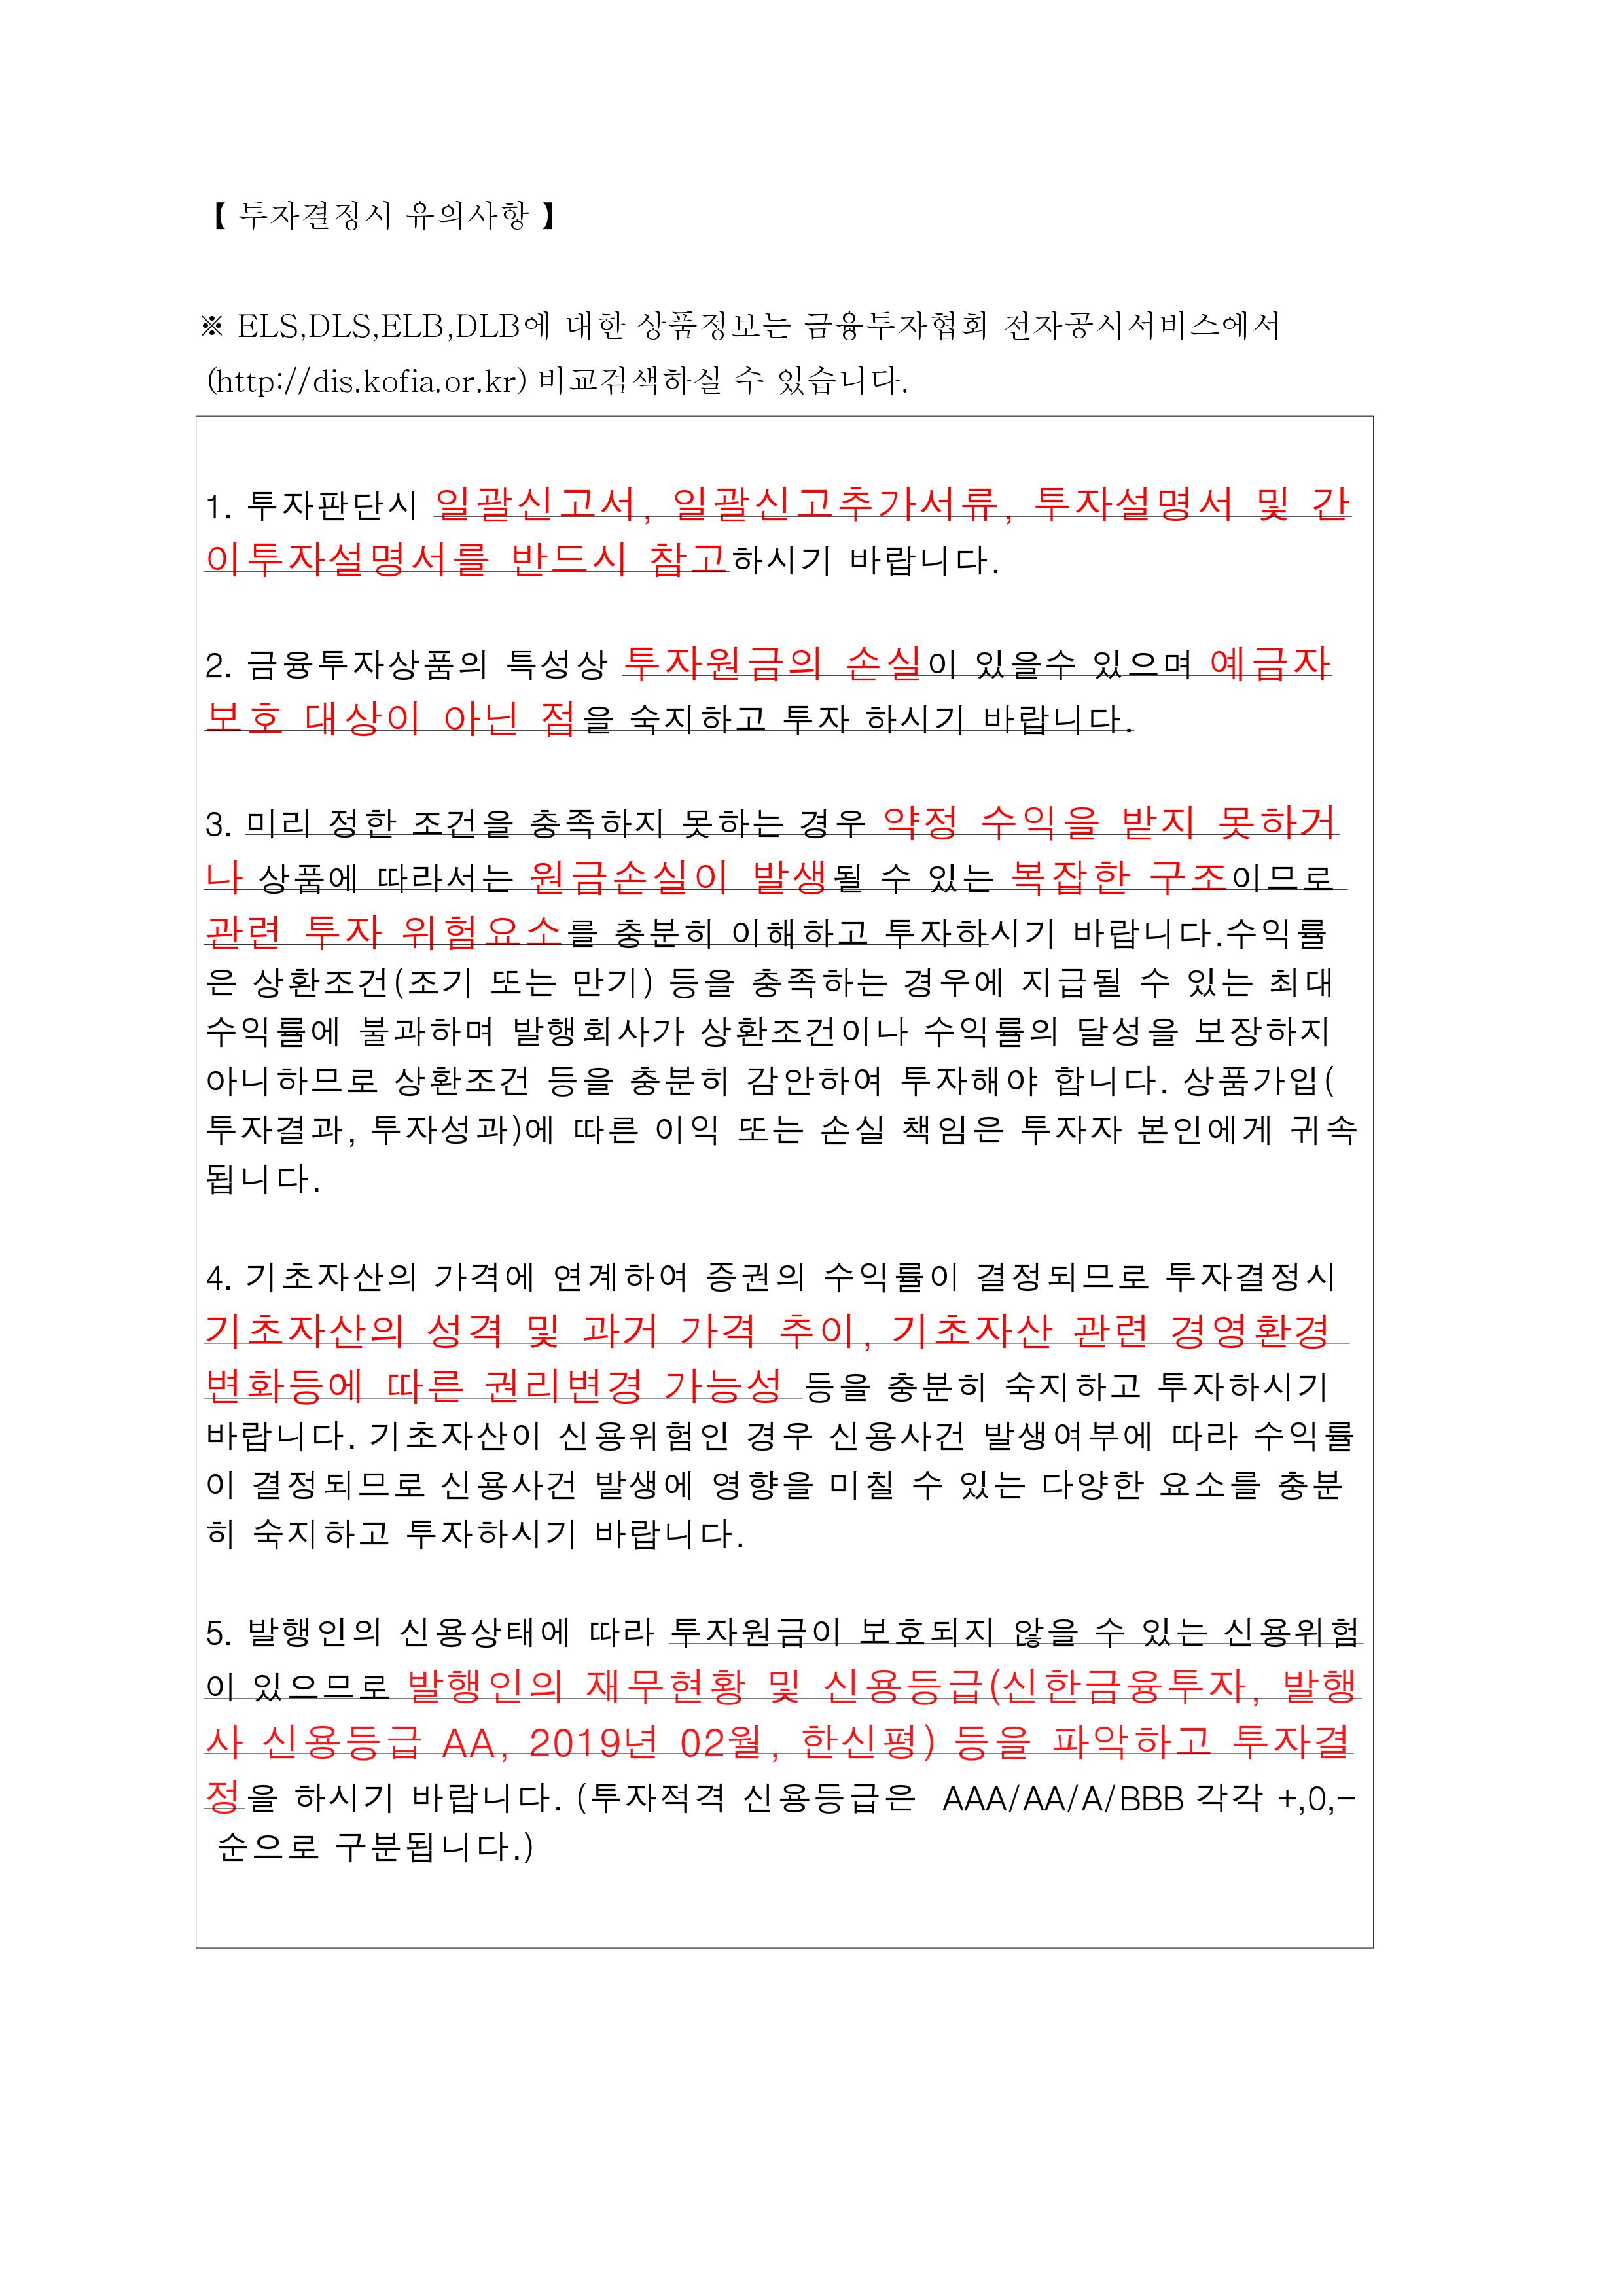 【 투자결정시 유의사항 】
※ ELS,DLS,ELB,DLB에 대한 상품정보는 금융투자협회 전자공시서비스에서
(http://dis.kofia.or.kr) 비교검색하실 수 있습니다.
1. 투자판단시 일괄신고서, 일괄신고추가서류, 투자설명서 및 간
이투자설명서를 반드시 참고하시기 바랍니다.
2. 금융투자상품의 특성상 투자원금의 손실이 있을수 있으며 예금자
보호 대상이 아닌 점을 숙지하고 투자 하시기 바랍니다.
3. 미리 정한 조건을 충족하지 못하는 경우 약정 수익을 받지 못하거
나 상품에 따라서는 원금손실이 발생될 수 있는 복잡한 구조이므로
관련 투자 위험요소를 충분히 이해하고 투자하시기 바랍니다.수익률
은 상환조건(조기 또는 만기) 등을 충족하는 경우에 지급될 수 있는 최대
수익률에 불과하며 발행회사가 상환조건이나 수익률의 달성을 보장하지
아니하므로 상환조건 등을 충분히 감안하여 투자해야 합니다. 상품가입(
투자결과, 투자성과)에 따른 이익 또는 손실 책임은 투자자 본인에게 귀속
됩니다.
4. 기초자산의 가격에 연계하여 증권의 수익률이 결정되므로 투자결정시
기초자산의 성격 및 과거 가격 추이, 기초자산 관련 경영환경
변화등에 따른 권리변경 가능성 등을 충분히 숙지하고 투자하시기
바랍니다. 기초자산이 신용위험인 경우 신용사건 발생여부에 따라 수익률
이 결정되므로 신용사건 발생에 영향을 미칠 수 있는 다양한 요소를 충분
히 숙지하고 투자하시기 바랍니다.
5. 발행인의 신용상태에 따라 투자원금이 보호되지 않을 수 있는 신용위험
이 있으므로 발행인의 재무현황 및 신용등급(신한금융투자, 발행
사 신용등급 AA, 2019년 02월, 한신평) 등을 파악하고 투자결
정을 하시기 바랍니다. (투자적격 신용등급은 AAA/AA/A/BBB 각각 +,0,-
순으로 구분됩니다.)